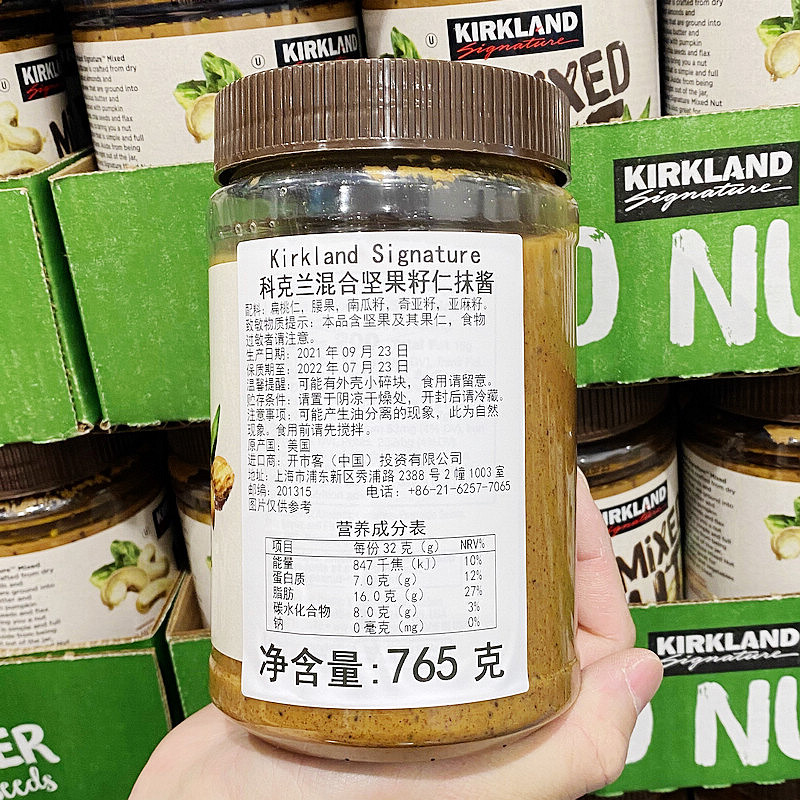 KIRKLAND
Signature
MIXED
KIRKLAND
KIRKLAND
KIRKLAND
Signature
NU
Kirkland Signature
科克兰混合坚果籽仁抹酱
配料：扁桃仁，腰果，南瓜籽，奇亚籽，亚麻籽。
致敏物质提示：本品含坚果及其果仁，食物
过敏者请注意。
生产日期：2021 年 09 月 23 日
保质期至：2022 年 07 月 23 日
温馨提醒：可能有外壳小碎块，食用请留意。
贮存条件：请置于阴凉干燥处，开封后请冷藏。
注意事项：可能产生油分离的现象，此为自然
现象。食用前请先搅拌。
原产国：美国
进口商：开市客（中国）投资有限公司
地址：上海市浦东新区秀浦路 2388 号 2 幢 1003 室
邮编：201315 电话：+86-21-6257-7065
图片仅供参考
营养成分表
项目 每份 32 克（g） NRV%
能量 847 千焦（kJ） 10%
蛋白质 7.0 克（g） 12%
脂肪 16.0 克（g） 27%
碳水化合物 8.0 克（g） 3%
钠 0 毫克（mg） 0%
净含量：765 克
KIRKLAND
Signature
MIXED
KIRKLAND
Signature
NU